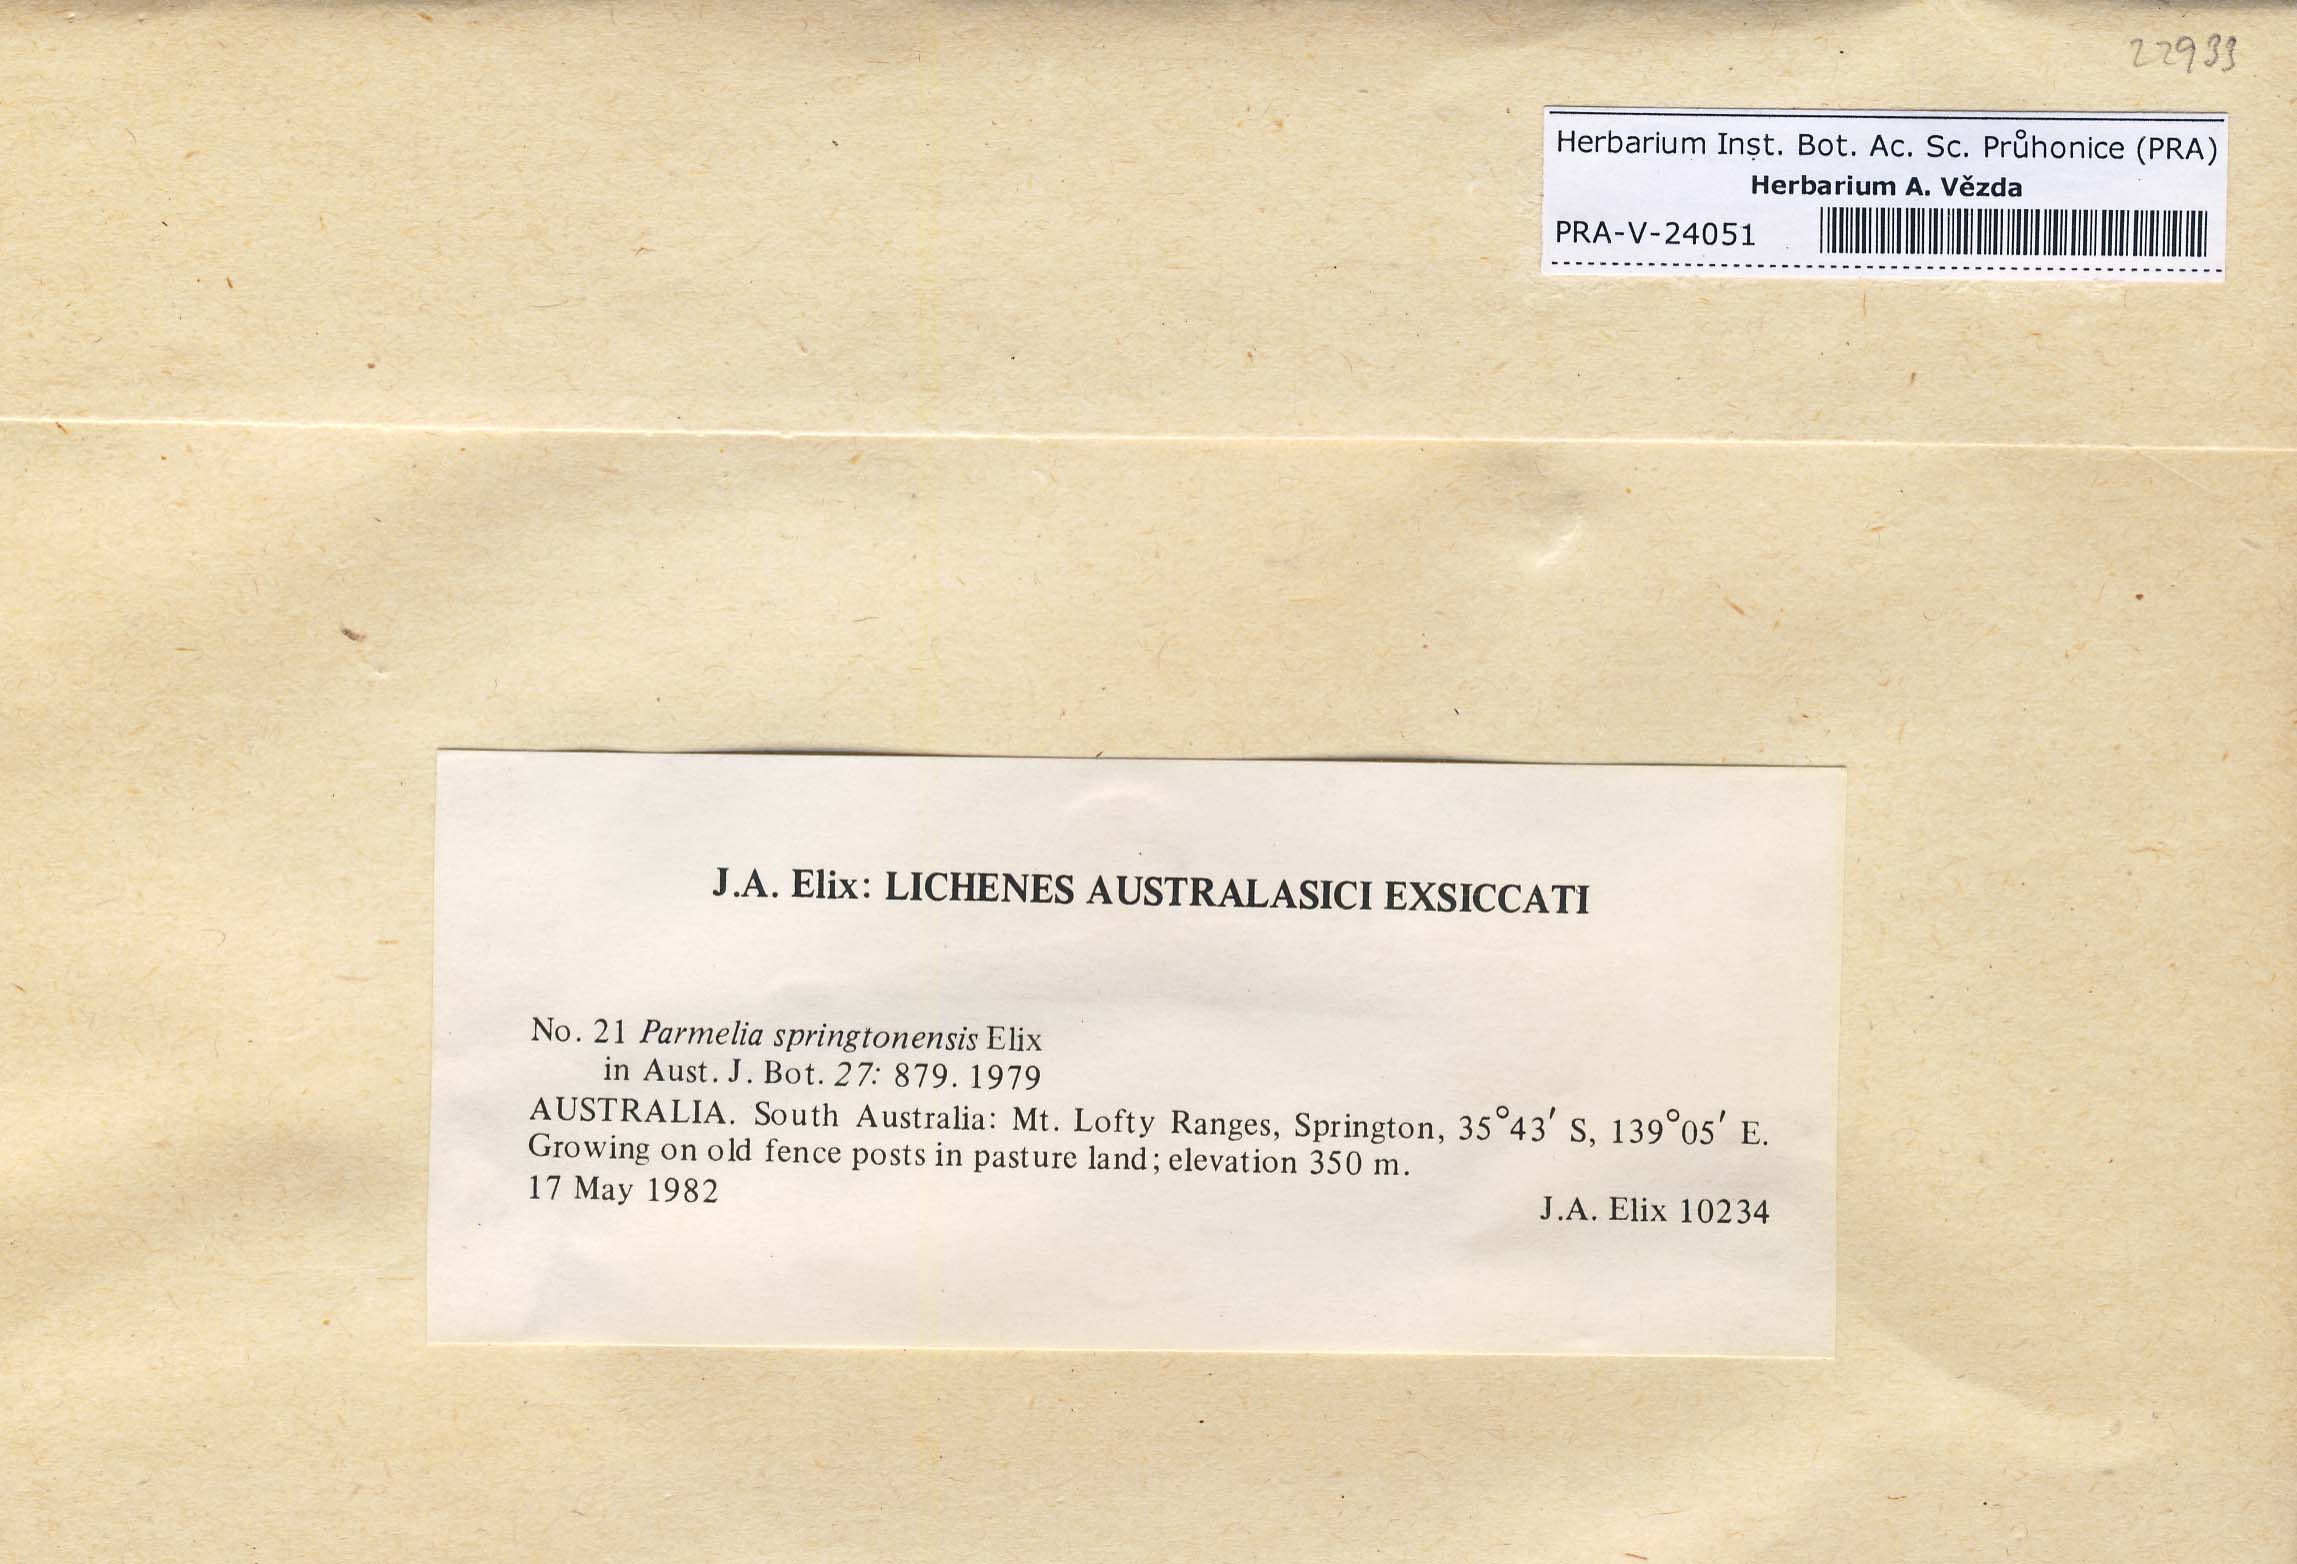 22933
Herbarium Inst. Bot. Ac. Sc. Průhonice (PRA)
Herbarium A. Vězda
PRA-V-24051
J.A. Elix: LICHENES AUSTRALASICI EXSICCATI
No. 21 Parmelia springtonensis Elix
in Aust. J. Bot. 27: 879. 1979
AUSTRALIA. South Australia: Mt. Lofty Ranges, Springton, 35°43′ S, 139°05′ E.
Growing on old fence posts in pasture land; elevation 350 m.
17 May 1982
J.A. Elix 10234